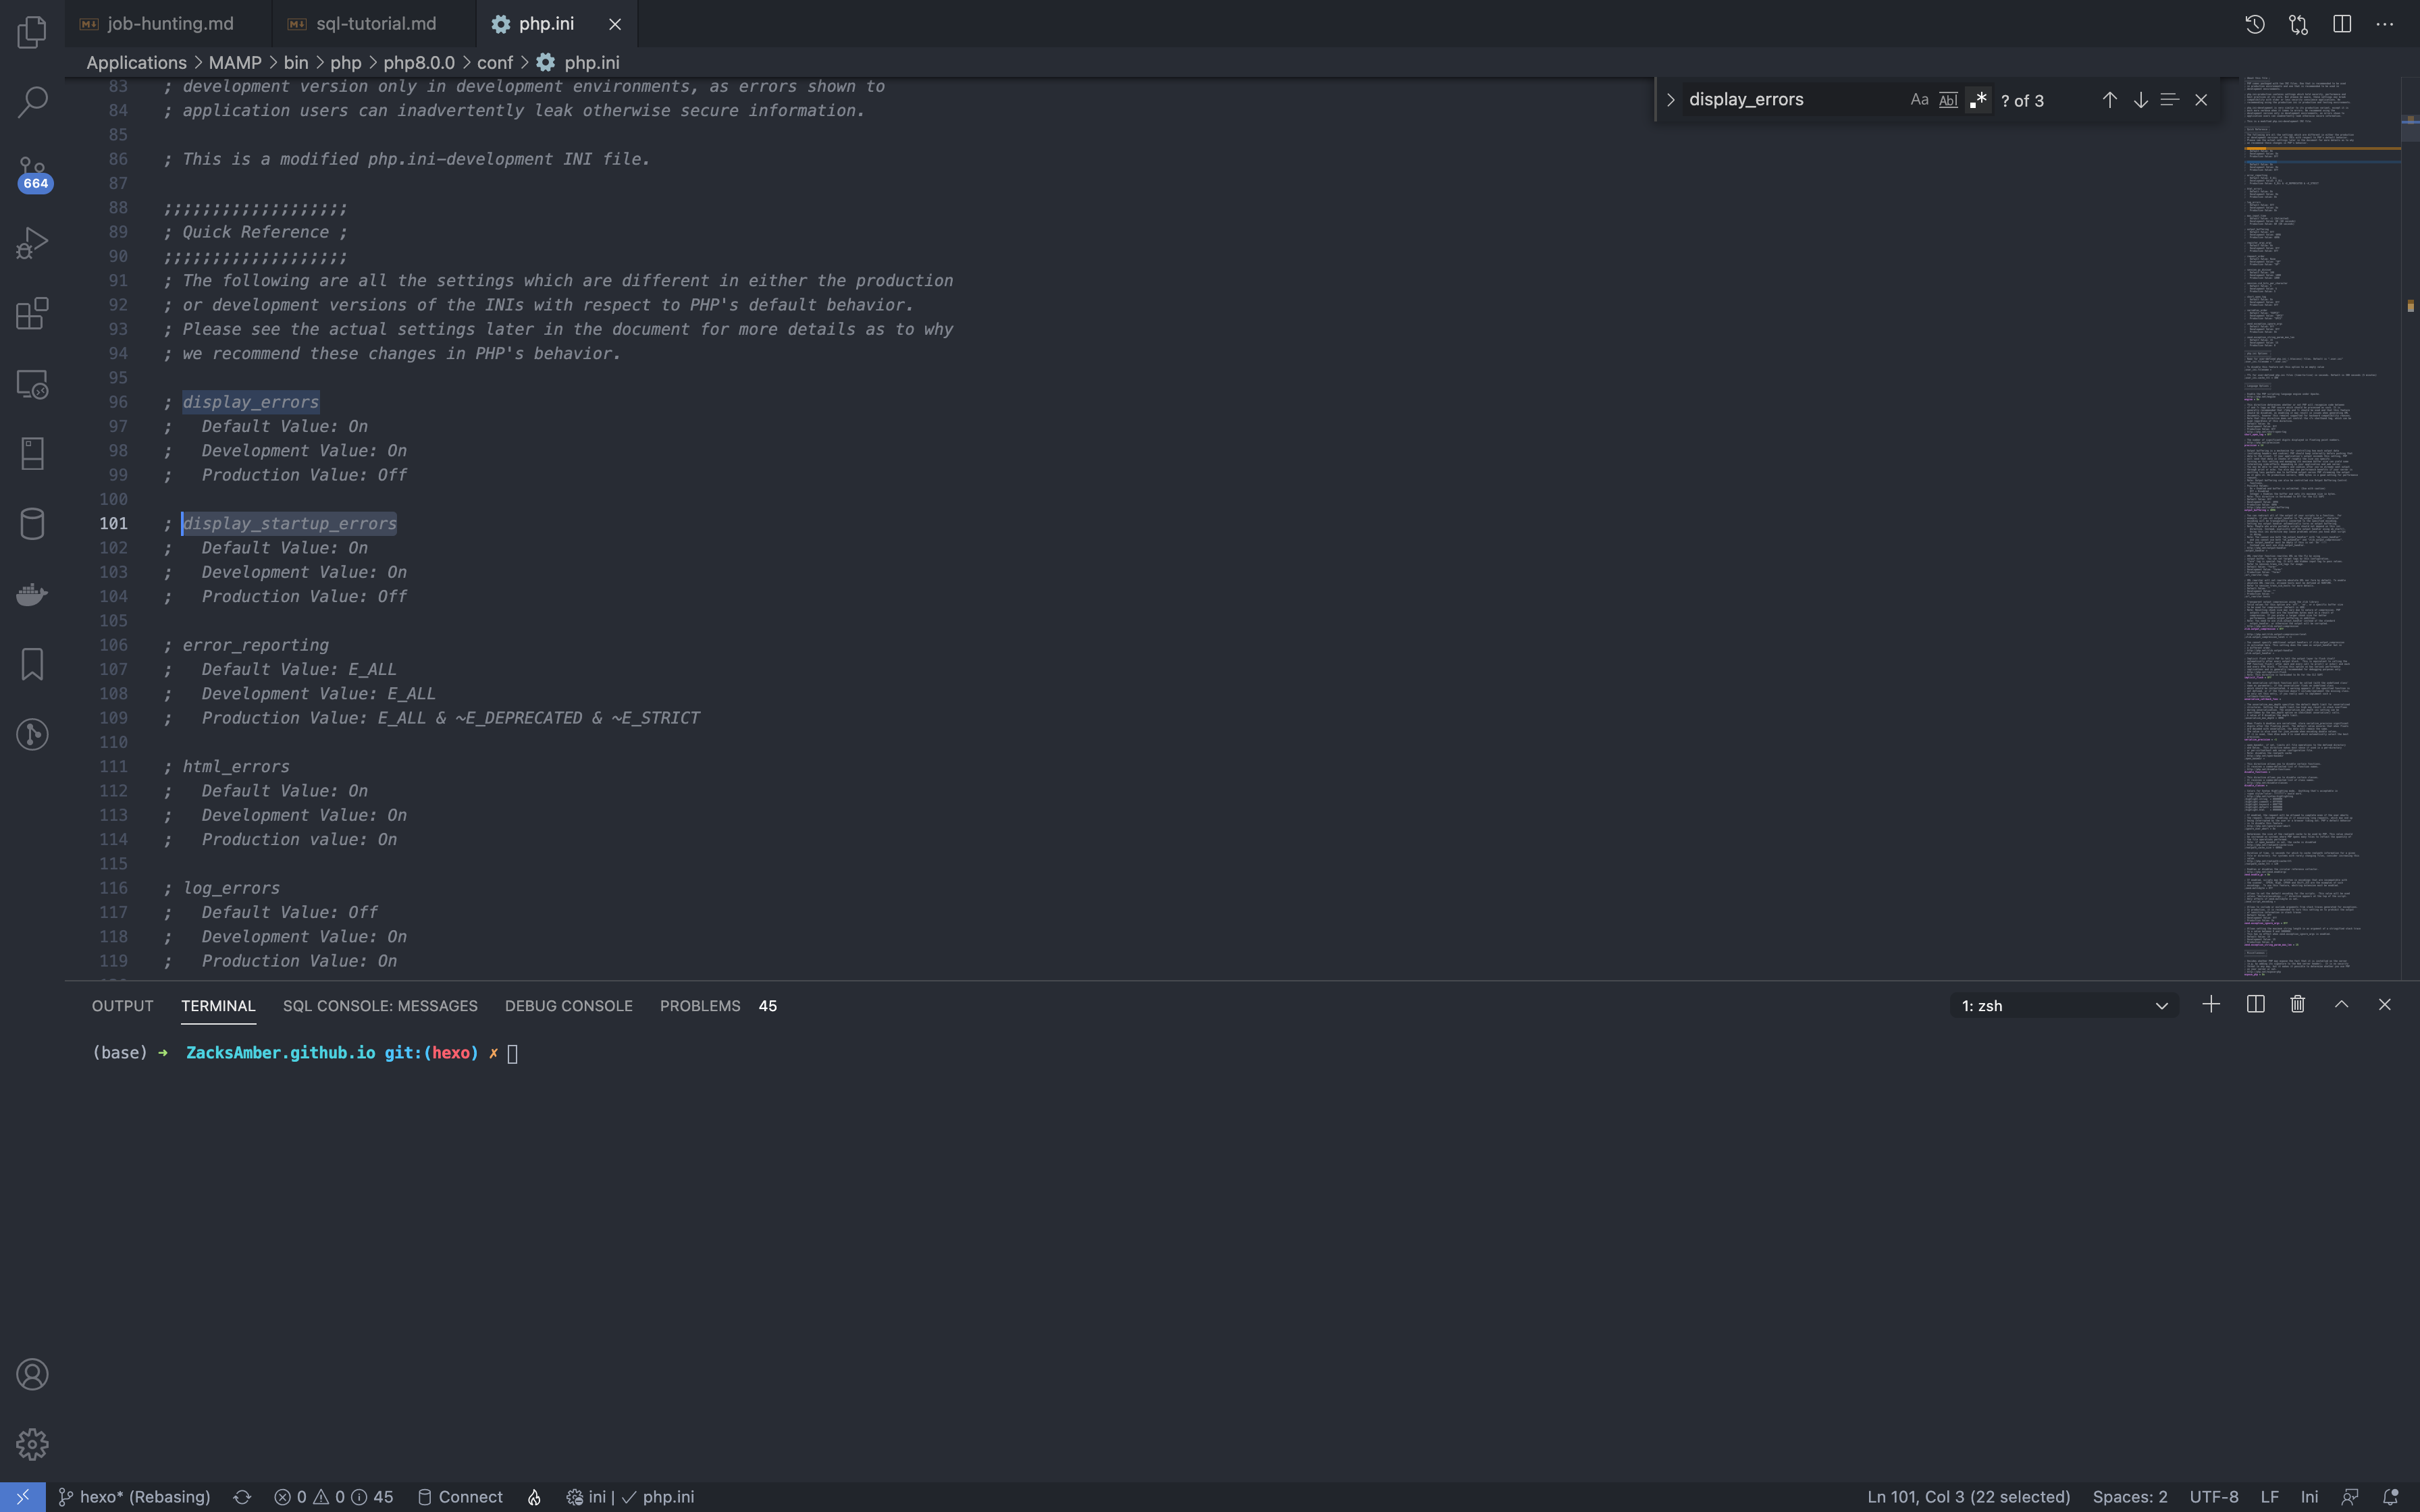 job-hunting.md
sql-tutorial.md
php.ini
Applications > MAMP > bin > php > php8.0.0 > conf > php.ini
display_errors
Aa
Ab
.*
? of 3
664
83 ; development version only in development environments, as errors shown to
84 ; application users can inadvertently leak otherwise secure information.
85
86 ; This is a modified php.ini-development INI file.
87
88 ;;;;;;;;;;;;;;;;;;;
89 ; Quick Reference ;
90 ;;;;;;;;;;;;;;;;;;;
91 ; The following are all the settings which are different in either the production
92 ; or development versions of the INIs with respect to PHP's default behavior.
93 ; Please see the actual settings later in the document for more details as to why
94 ; we recommend these changes in PHP's behavior.
95
96 ; display_errors
97 ;   Default Value: On
98 ;   Development Value: On
99 ;   Production Value: Off
100
101 ; display_startup_errors
102 ;   Default Value: On
103 ;   Development Value: On
104 ;   Production Value: Off
105
106 ; error_reporting
107 ;   Default Value: E_ALL
108 ;   Development Value: E_ALL
109 ;   Production Value: E_ALL & ~E_DEPRECATED & ~E_STRICT
110
111 ; html_errors
112 ;   Default Value: On
113 ;   Development Value: On
114 ;   Production value: On
115
116 ; log_errors
117 ;   Default Value: Off
118 ;   Development Value: On
119 ;   Production Value: On
OUTPUT TERMINAL SQL CONSOLE: MESSAGES DEBUG CONSOLE PROBLEMS 45
1: zsh
(base) ➜ ZacksAmber.github.io git:(hexo) ✗
hexo* (Rebasing) 0 0 45 Connect ini | ✓ php.ini
Ln 101, Col 3 (22 selected) Spaces: 2 UTF-8 LF Ini